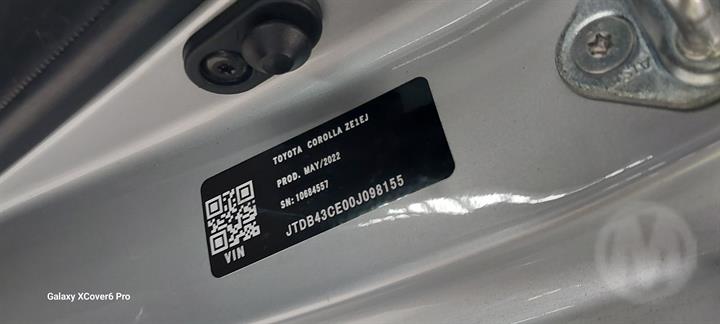 TOYOTA COROLLA ZE1EJ
PROD. MAY/2022
SN:10684557
JTDB43CE00J098155
VIN
Galaxy XCover6 Pro
M